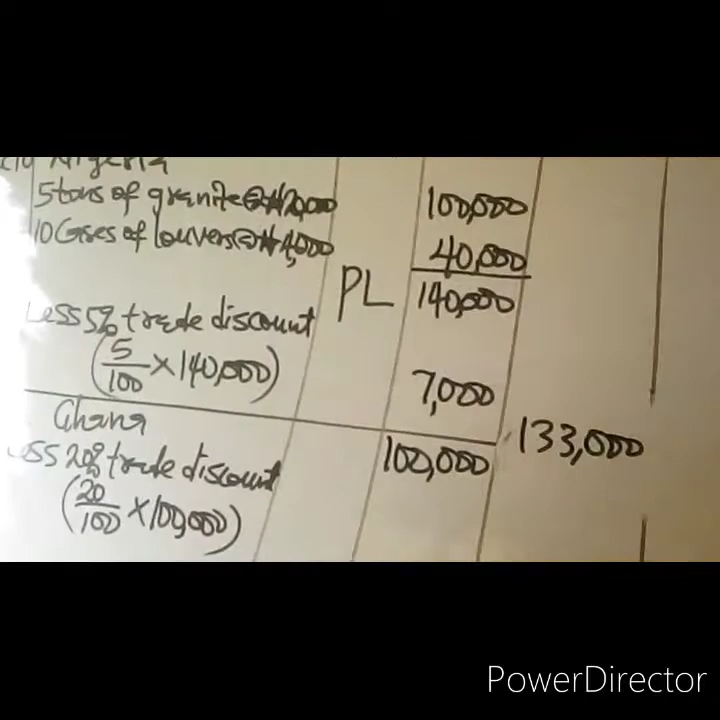 Nigeria
5 tons of granite @ ₦20,000 100,000
10 Cases of louvers @ ₦4,000 40,000
PL 140,000
Less 5% trade discount
(5/100 × 140,000) 7,000
133,000
Ghana 100,000
Less 20% trade discount
(20/100 × 100,000)
PowerDirector